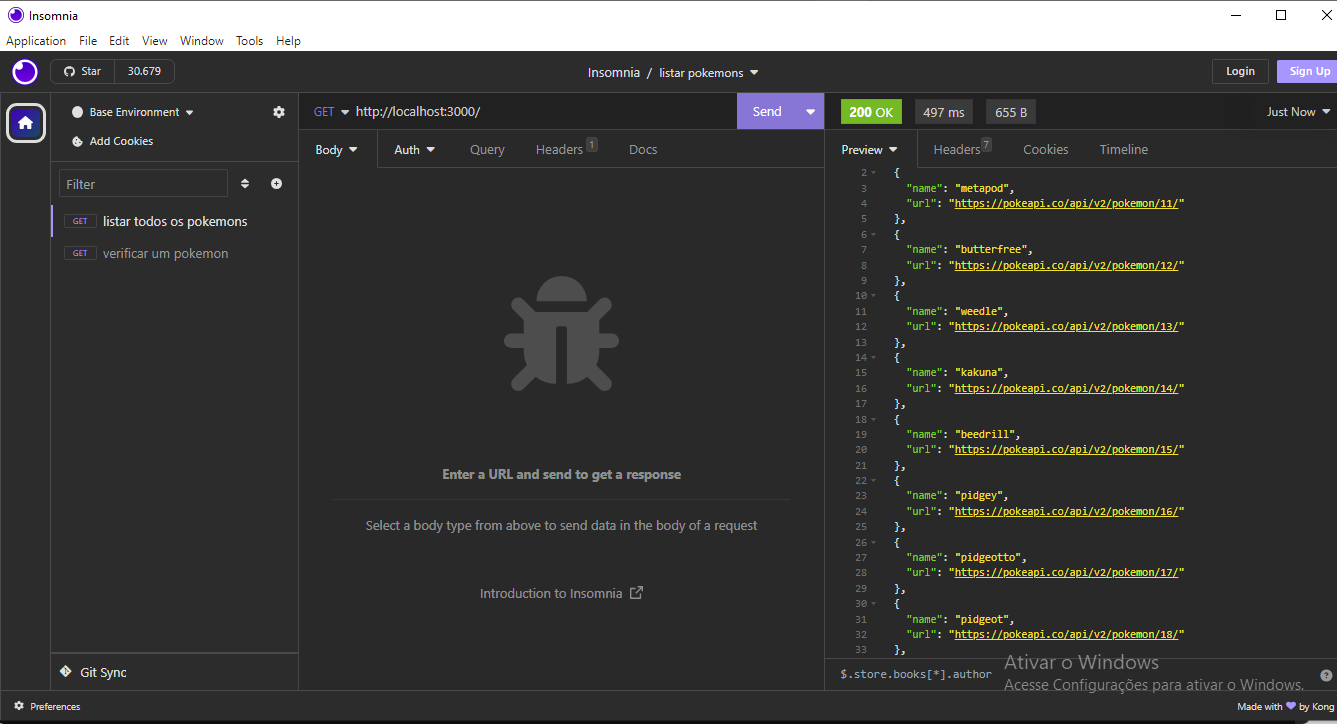 Insomnia
Application File Edit View Window Tools Help
Star 30.679
Insomnia / listar pokemons
Login Sign Up
Base Environment
Add Cookies
Filter
GET listar todos os pokemons
GET verificar um pokemon
Git Sync
GET http://localhost:3000/ Send
Body Auth Query Headers 1 Docs
Enter a URL and send to get a response
Select a body type from above to send data in the body of a request
Introduction to Insomnia
200 OK 497 ms 655 B Just Now
Preview Headers 7 Cookies Timeline
2 {
3 "name": "metapod",
4 "url": "https://pokeapi.co/api/v2/pokemon/11/"
5 },
6 {
7 "name": "butterfree",
8 "url": "https://pokeapi.co/api/v2/pokemon/12/"
9 },
10 {
11 "name": "weedle",
12 "url": "https://pokeapi.co/api/v2/pokemon/13/"
13 },
14 {
15 "name": "kakuna",
16 "url": "https://pokeapi.co/api/v2/pokemon/14/"
17 },
18 {
19 "name": "beedrill",
20 "url": "https://pokeapi.co/api/v2/pokemon/15/"
21 },
22 {
23 "name": "pidgey",
24 "url": "https://pokeapi.co/api/v2/pokemon/16/"
25 },
26 {
27 "name": "pidgeotto",
28 "url": "https://pokeapi.co/api/v2/pokemon/17/"
29 },
30 {
31 "name": "pidgeot",
32 "url": "https://pokeapi.co/api/v2/pokemon/18/"
33 },
$.store.books[*].author
Ativar o Windows
Acesse Configurações para ativar o Windows.
Preferences
Made with by Kong